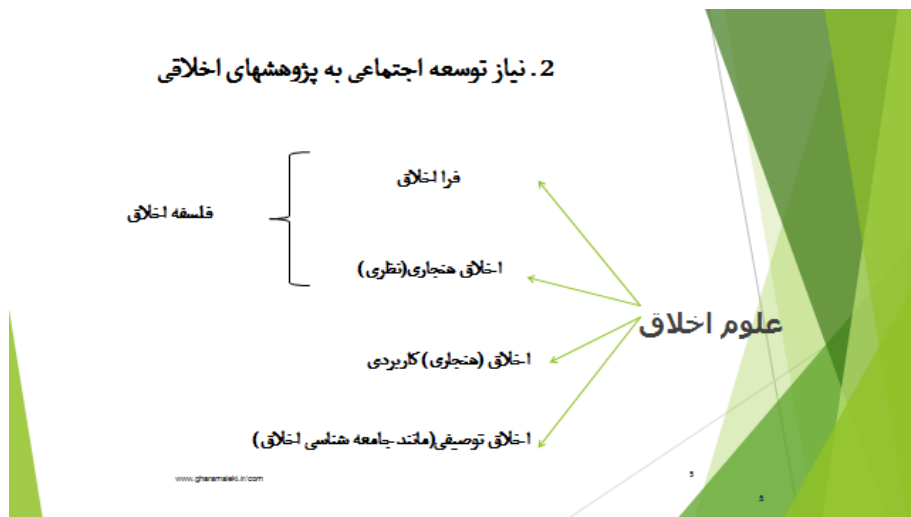 2. نیاز توسعه اجتماعی به پژوهشهای اخلاقی
فرا اخلاق
فلسفه اخلاق
اخلاق هنجاری(نظری)
علوم اخلاق
اخلاق (هنجاری) کاربردی
اخلاق توصیفی(مانند جامعه شناسی اخلاق)
www.gharamaleki.ir/com
5
5